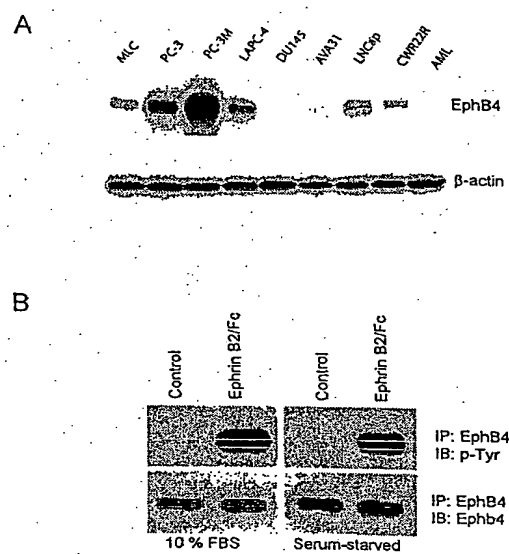 A
MLC PC-3 PC-3M LAPC-4 DU145 AVA31 LNCap CWR22R AML
EphB4
β-actin
B
Control Ephrin B2/Fc Control Ephrin B2/Fc
IP: EphB4
IB: p-Tyr
IP: EphB4
IB: Ephb4
10 % FBS Serum-starved